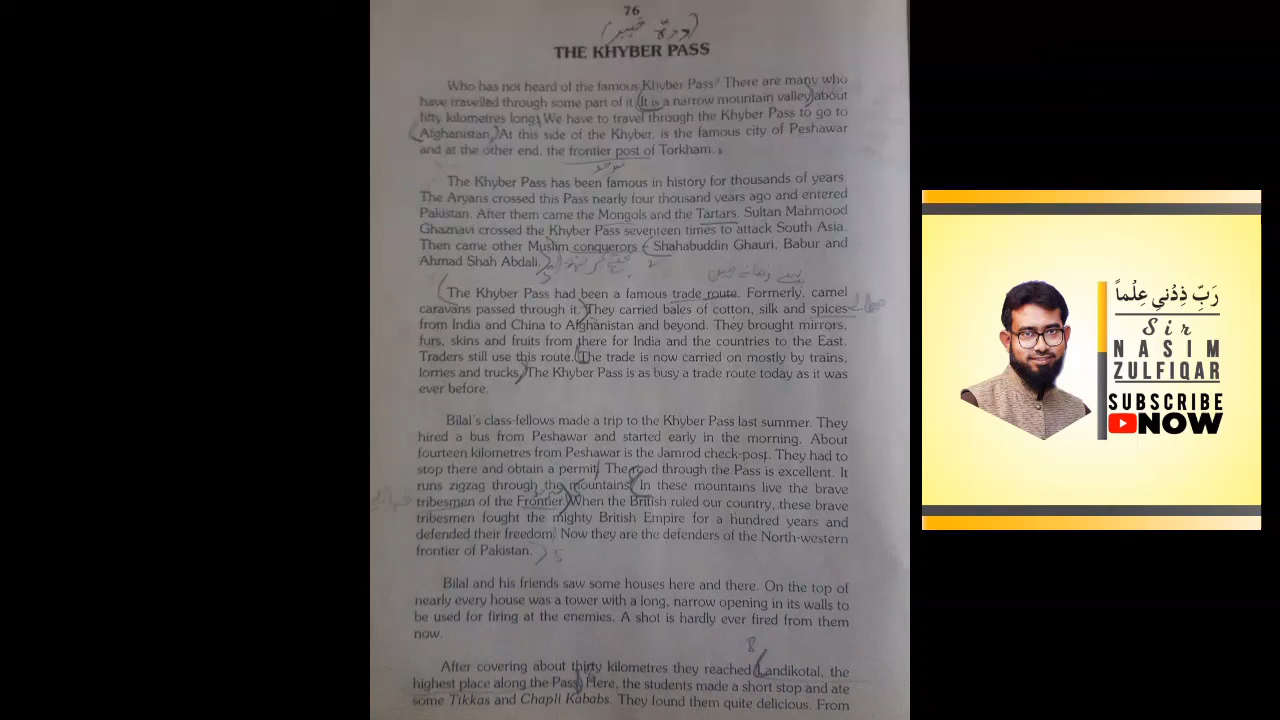 76
(درّہ خیبر)
THE KHYBER PASS
Who has not heard of the famous Khyber Pass? There are many who
have travelled through some part of it. It is a narrow mountain valley about
fifty kilometres long. We have to travel through the Khyber Pass to go to
Afghanistan. At this side of the Khyber, is the famous city of Peshawar
and at the other end, the frontier post of Torkham.
سرحد
The Khyber Pass has been famous in history for thousands of years.
The Aryans crossed this Pass nearly four thousand years ago and entered
Pakistan. After them came the Mongols and the Tartars. Sultan Mahmood
Ghaznavi crossed the Khyber Pass seventeen times to attack South Asia.
Then came other Muslim conquerors - Shahabuddin Ghauri, Babur and
Ahmad Shah Abdali.
The Khyber Pass had been a famous trade route. Formerly, camel
caravans passed through it. They carried bales of cotton, silk and spices
from India and China to Afghanistan and beyond. They brought mirrors,
furs, skins and fruits from there for India and the countries to the East.
Traders still use this route. The trade is now carried on mostly by trains,
lorries and trucks. The Khyber Pass is as busy a trade route today as it was
ever before.
Bilal's class-fellows made a trip to the Khyber Pass last summer. They
hired a bus from Peshawar and started early in the morning. About
fourteen kilometres from Peshawar is the Jamrod check-post. They had to
stop there and obtain a permit. The road through the Pass is excellent. It
runs zigzag through the mountains. In these mountains live the brave
tribesmen of the Frontier. When the British ruled our country, these brave
tribesmen fought the mighty British Empire for a hundred years and
defended their freedom. Now they are the defenders of the North-western
frontier of Pakistan.
5
Bilal and his friends saw some houses here and there. On the top of
nearly every house was a tower with a long, narrow opening in its walls to
be used for firing at the enemies. A shot is hardly ever fired from them
now.
8
After covering about thirty kilometres they reached Landikotal, the
highest place along the Pass. Here, the students made a short stop and ate
some Tikkas and Chapli Kababs. They found them quite delicious. From
رَبِّ زِدْنِي عِلْماً
Sir
NASIM
ZULFIQAR
SUBSCRIBE
NOW